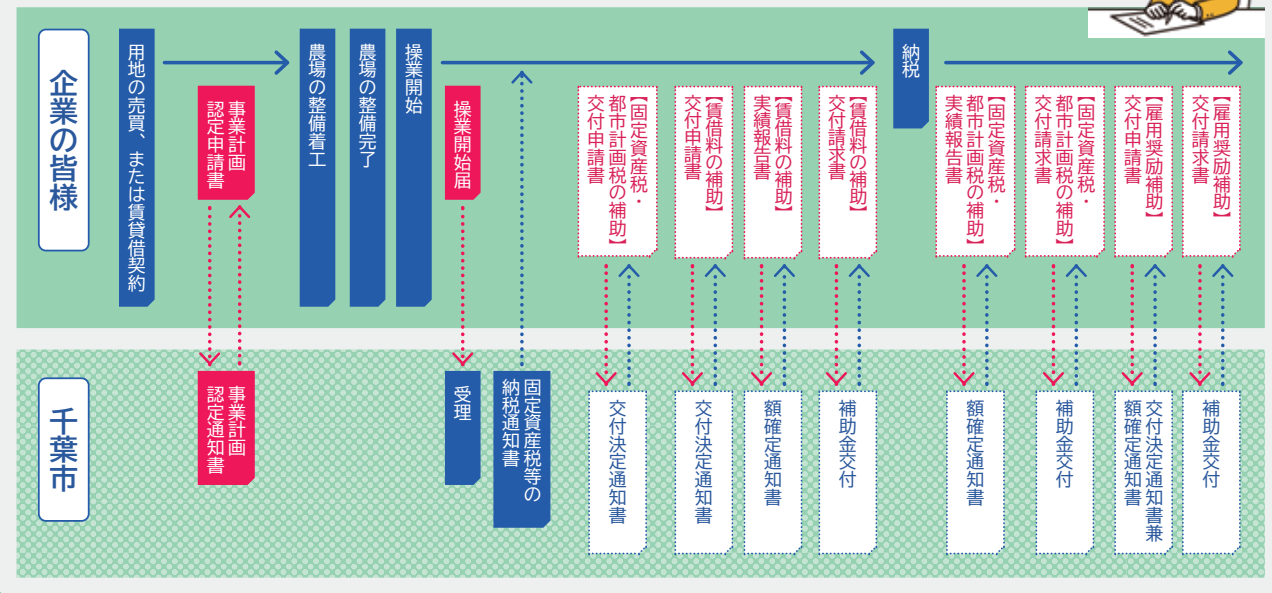 企業の皆様
用地の売買、または賃貸借契約
事業計画
認定申請書
農場の整備着工
農場の整備完了
操業開始
操業開始届
【固定資産税・
都市計画税の補助】
交付申請書
【賃借料の補助】
交付申請書
【賃借料の補助】
実績報告書
【賃借料の補助】
交付請求書
納税
【固定資産税・
都市計画税の補助】
実績報告書
【固定資産税・
都市計画税の補助】
交付請求書
【雇用奨励補助】
交付申請書
【雇用奨励補助】
交付請求書
千葉市
事業計画
認定通知書
受理
固定資産税等の
納税通知書
交付決定通知書
交付決定通知書
額確定通知書
補助金交付
額確定通知書
補助金交付
交付決定通知書兼
額確定通知書
補助金交付